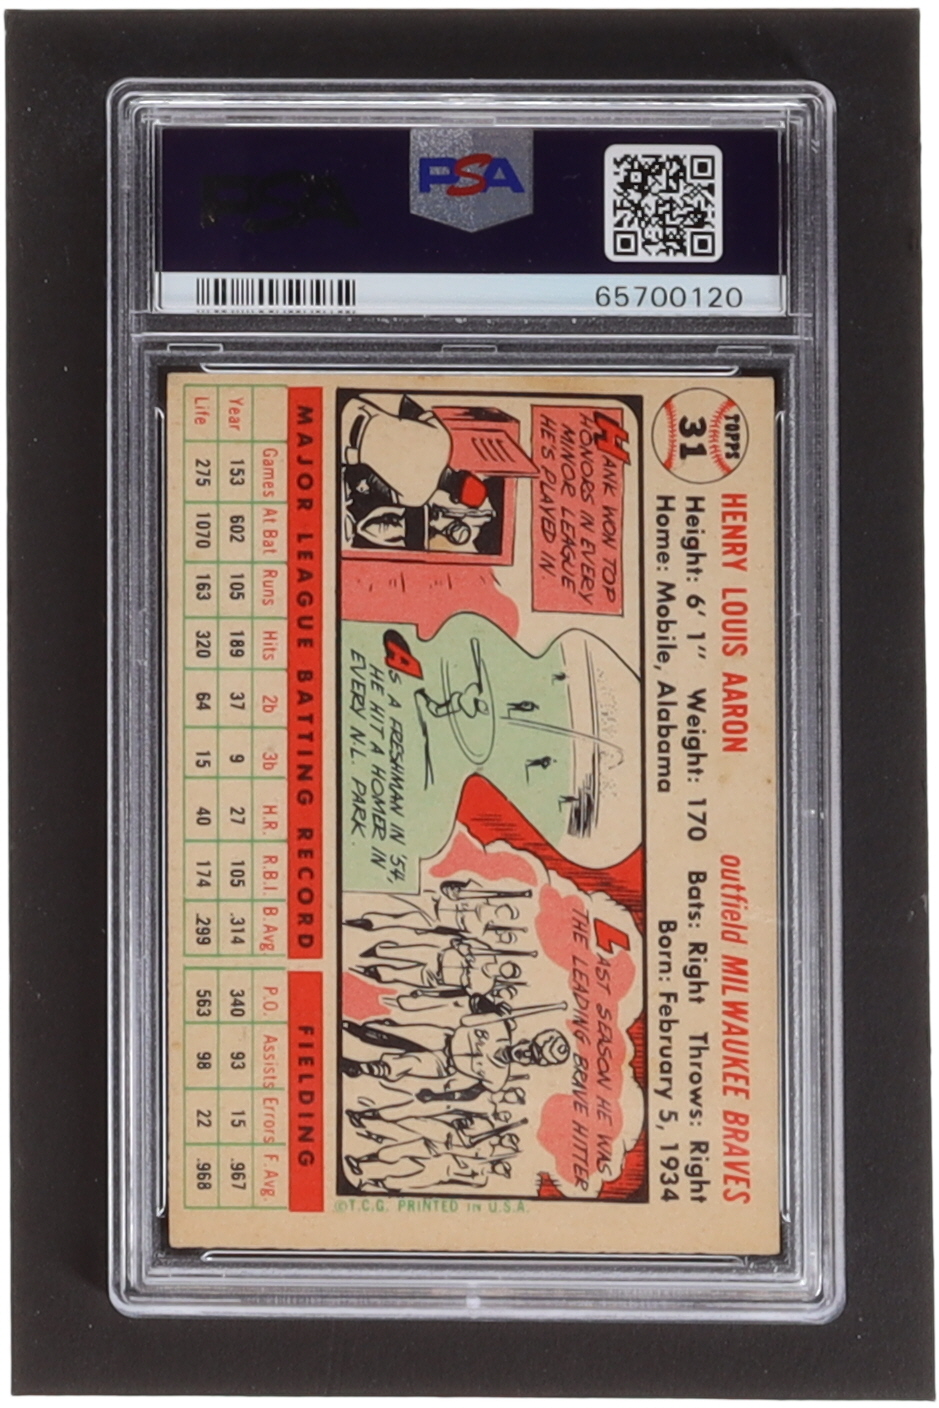 PSA
PSA
65700120
TOPPS
31
HENRY LOUIS AARON outfield MILWAUKEE BRAVES
Height: 6' 1" Weight: 170 Bats: Right Throws: Right
Home: Mobile, Alabama Born: February 5, 1934
HANK WON TOP
HONORS IN EVERY
MINOR LEAGUE
HE'S PLAYED IN.
AS A FRESHMAN IN '54,
HE HIT A HOMER IN
EVERY N.L. PARK.
LAST SEASON HE WAS
THE LEADING BRAVE HITTER
Braves
©T.C.G. PRINTED IN U.S.A.
MAJOR LEAGUE BATTING RECORD FIELDING
Games At Bat Runs Hits 2b 3b H.R. R.B.I. B.Avg. P.O. Assists Errors F. Avg.
Year 153 602 105 189 37 9 27 105 .314 340 93 15 .967
Life 275 1070 163 320 64 15 40 174 .299 563 98 22 .968